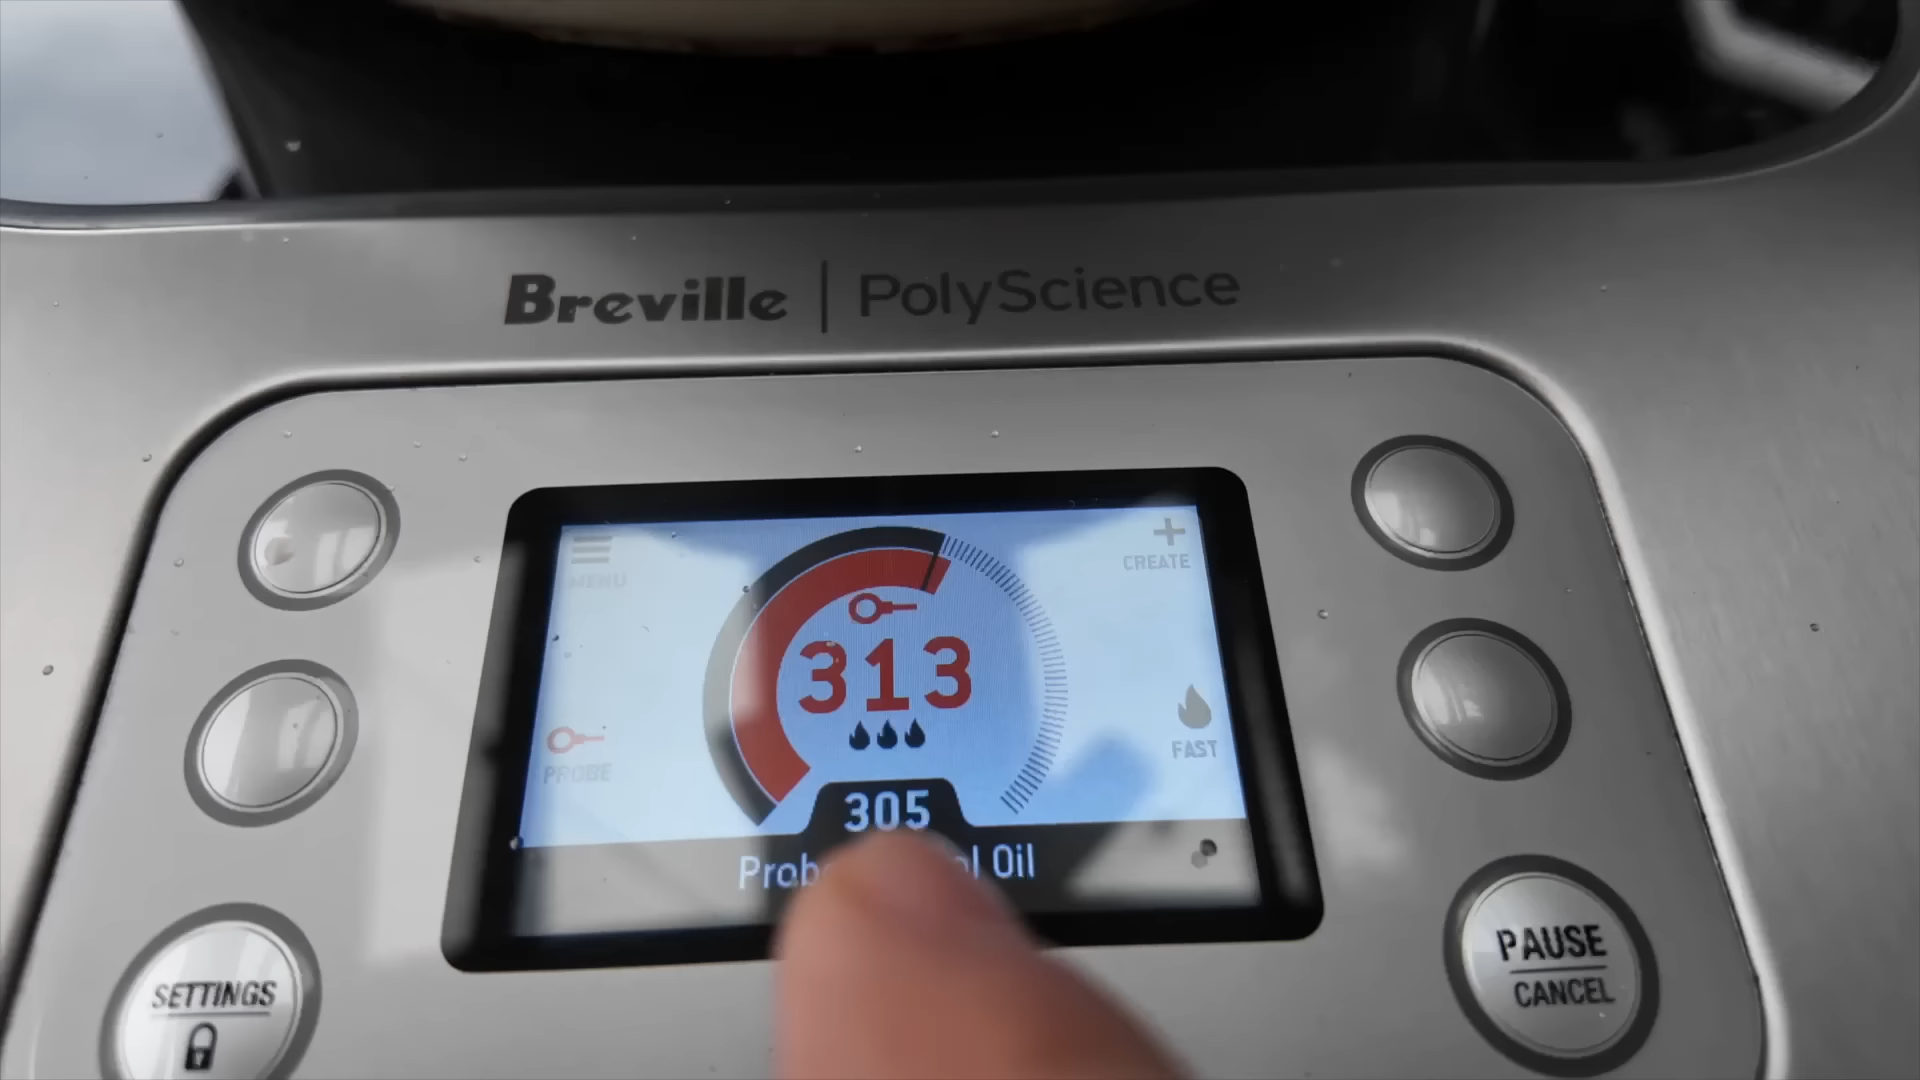 Breville | PolyScience
MENU
CREATE
313
PROBE
FAST
305
Oil
SETTINGS
PAUSE
CANCEL